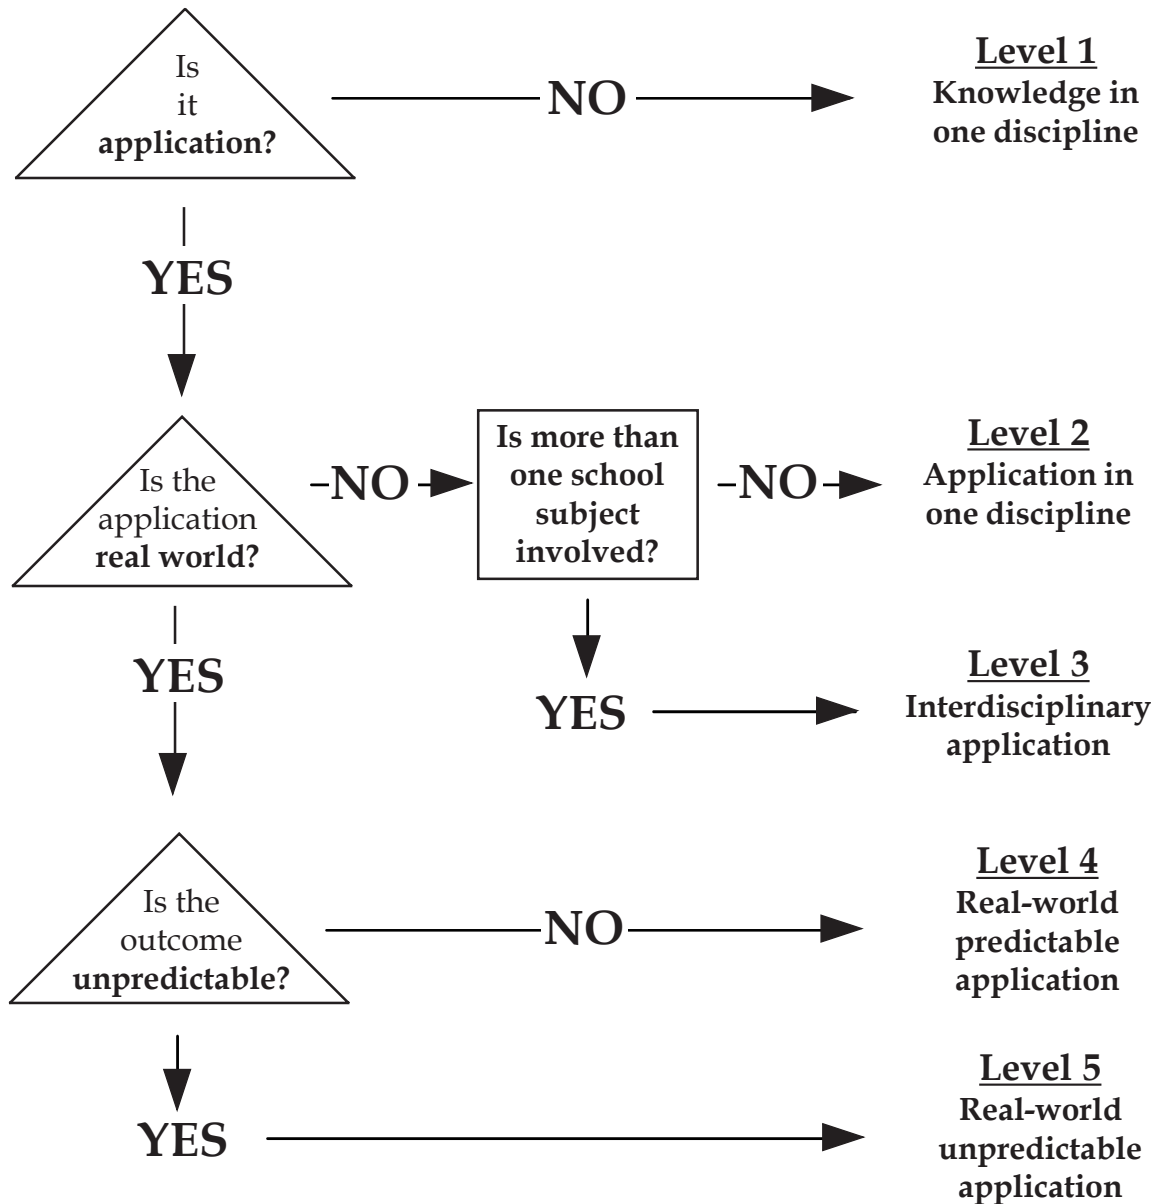 Is
it
application?
NO
Level 1
Knowledge in
one discipline
YES
Is the
application
real world?
NO
Is more than
one school
subject
involved?
NO
Level 2
Application in
one discipline
YES
YES
Level 3
Interdisciplinary
application
Is the
outcome
unpredictable?
NO
Level 4
Real-world
predictable
application
YES
Level 5
Real-world
unpredictable
application